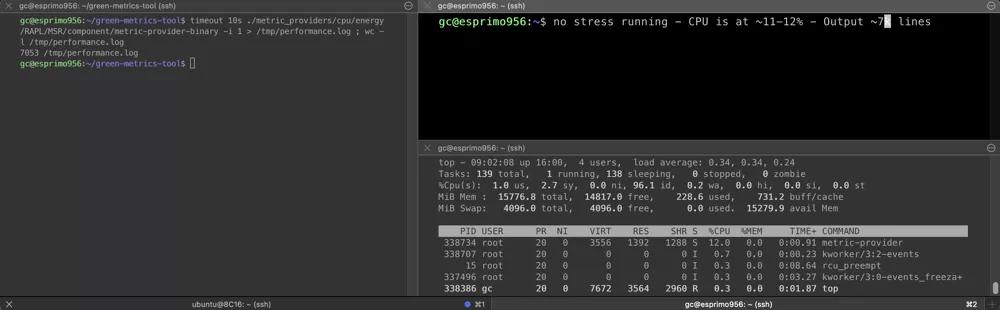 gc@esprimo956: ~/green-metrics-tool (ssh)
gc@esprimo956:~/green-metrics-tool$ timeout 10s ./metric_providers/cpu/energy
/RAPL/MSR/component/metric-provider-binary -i 1 > /tmp/performance.log ; wc -
l /tmp/performance.log
7053 /tmp/performance.log
gc@esprimo956:~/green-metrics-tool$
gc@esprimo956: ~ (ssh)
gc@esprimo956:~$ no stress running - CPU is at ~11-12% - Output ~7k lines
gc@esprimo956: ~ (ssh)
top - 09:02:08 up 16:00,  4 users,  load average: 0.34, 0.34, 0.24
Tasks: 139 total,   1 running, 138 sleeping,   0 stopped,   0 zombie
%Cpu(s):  1.0 us,  2.7 sy,  0.0 ni, 96.1 id,  0.2 wa,  0.0 hi,  0.0 si,  0.0 st
MiB Mem :  15776.8 total,  14817.0 free,    228.6 used,    731.2 buff/cache
MiB Swap:   4096.0 total,   4096.0 free,      0.0 used.  15279.9 avail Mem
PID USER      PR  NI    VIRT    RES    SHR S  %CPU  %MEM     TIME+ COMMAND
338734 root      20   0    3556   1392   1288 S  12.0   0.0   0:00.91 metric-provider
338707 root      20   0       0      0      0 I   0.7   0.0   0:00.23 kworker/3:2-events
15 root      20   0       0      0      0 I   0.3   0.0   0:08.64 rcu_preempt
337496 root      20   0       0      0      0 I   0.3   0.0   0:03.27 kworker/3:0-events_freeza+
338386 gc        20   0    7672   3564   2960 R   0.3   0.0   0:01.87 top
ubuntu@8C16: ~ (ssh) ⌘1
gc@esprimo956: ~ (ssh) ⌘2